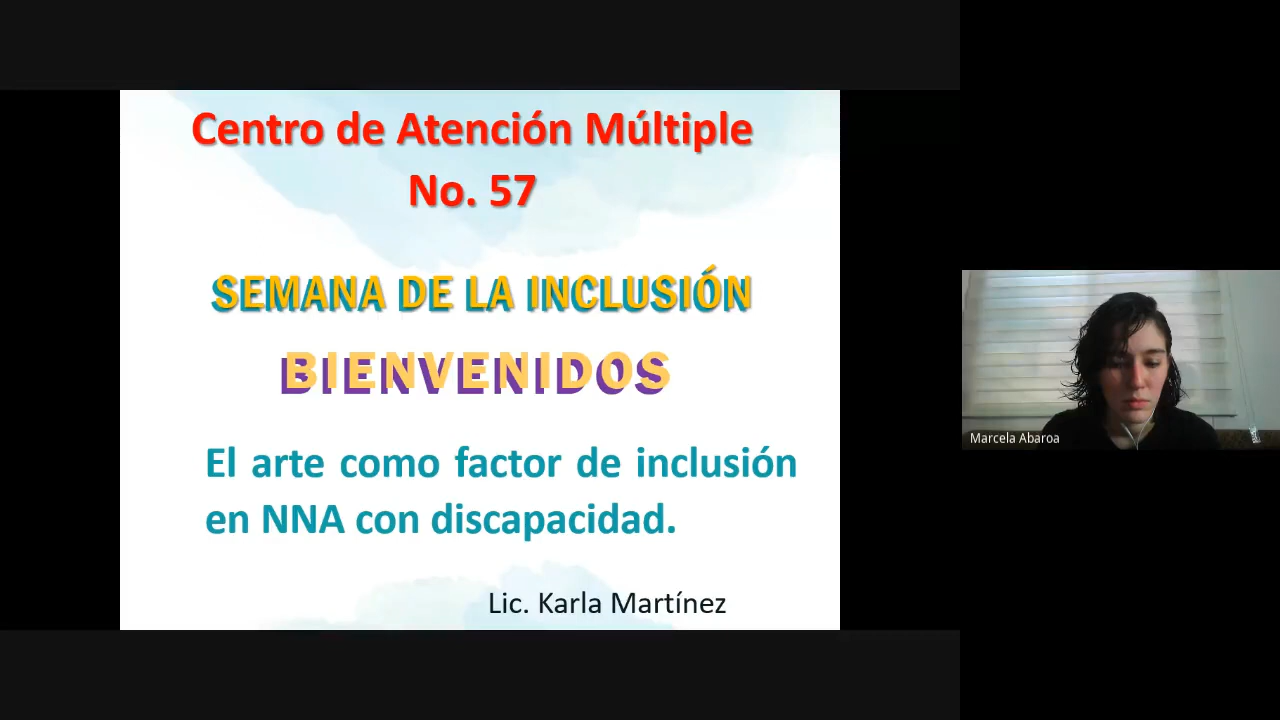 Centro de Atención Múltiple
No. 57
SEMANA DE LA INCLUSIÓN
BIENVENIDOS
El arte como factor de inclusión
en NNA con discapacidad.
Lic. Karla Martínez
Marcela Abaroa